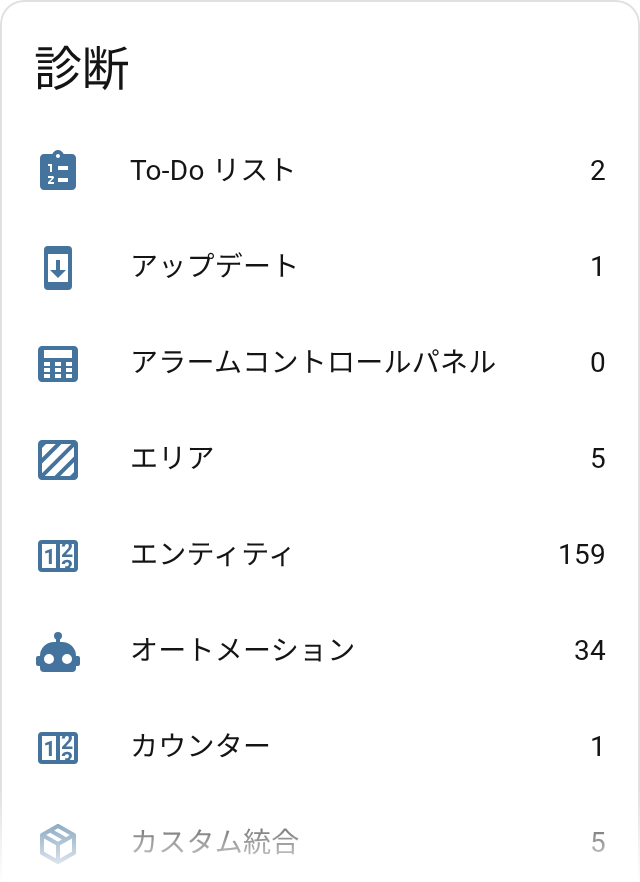 診断
To-Do リスト 2
アップデート 1
アラームコントロールパネル 0
エリア 5
エンティティ 159
オートメーション 34
カウンター 1
カスタム統合 5